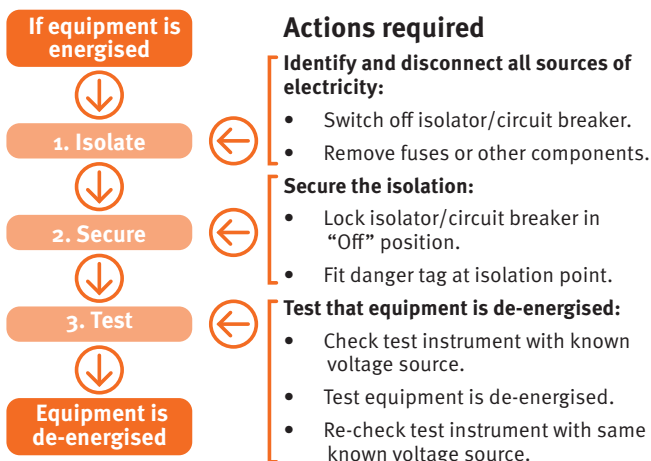 If equipment is
energised
1. Isolate
2. Secure
3. Test
Equipment is
de-energised
Actions required
Identify and disconnect all sources of
electricity:
• Switch off isolator/circuit breaker.
• Remove fuses or other components.
Secure the isolation:
• Lock isolator/circuit breaker in
“Off” position.
• Fit danger tag at isolation point.
Test that equipment is de-energised:
• Check test instrument with known
voltage source.
• Test equipment is de-energised.
• Re-check test instrument with same
known voltage source.